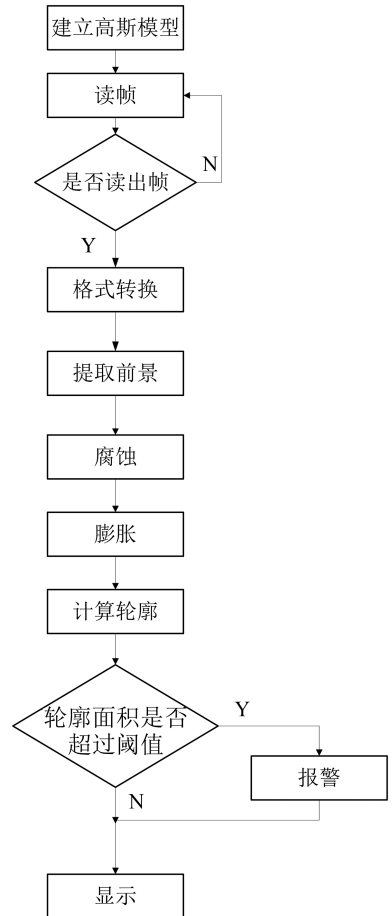 建立高斯模型
读帧
是否读出帧
N
Y
格式转换
提取前景
腐蚀
膨胀
计算轮廓
轮廓面积是否
超过阈值
Y
报警
N
显示